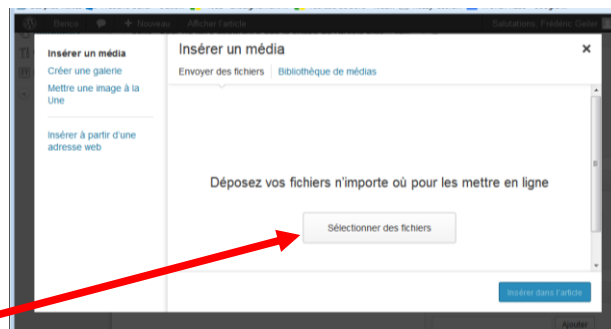 Benco + Nouveau Afficher l'article Salutations, Frédéric Geller
Insérer un média
Créer une galerie
Mettre une image à la
Une
Insérer à partir d'une
adresse web
Insérer un média ×
Envoyer des fichiers Bibliothèque de médias
Déposez vos fichiers n'importe où pour les mettre en ligne
Sélectionner des fichiers
Insérer dans l'article
Ajouter